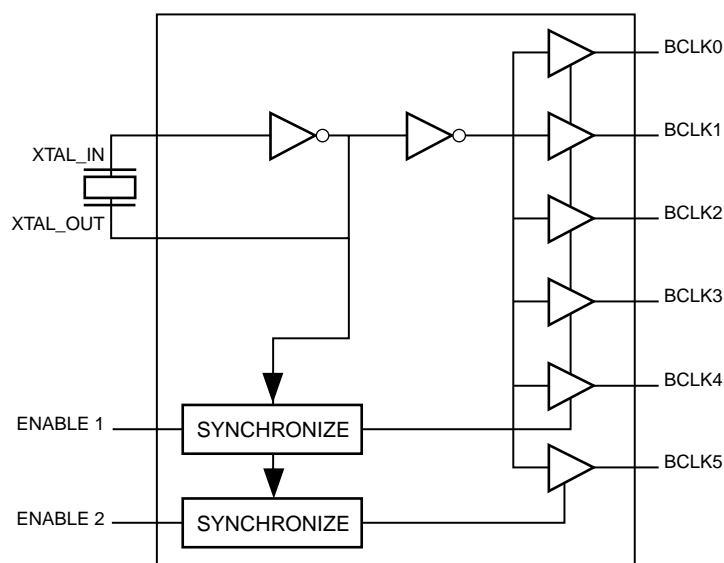 BCLK0
BCLK1
XTAL_IN
XTAL_OUT
BCLK2
BCLK3
BCLK4
ENABLE 1
SYNCHRONIZE
BCLK5
ENABLE 2
SYNCHRONIZE